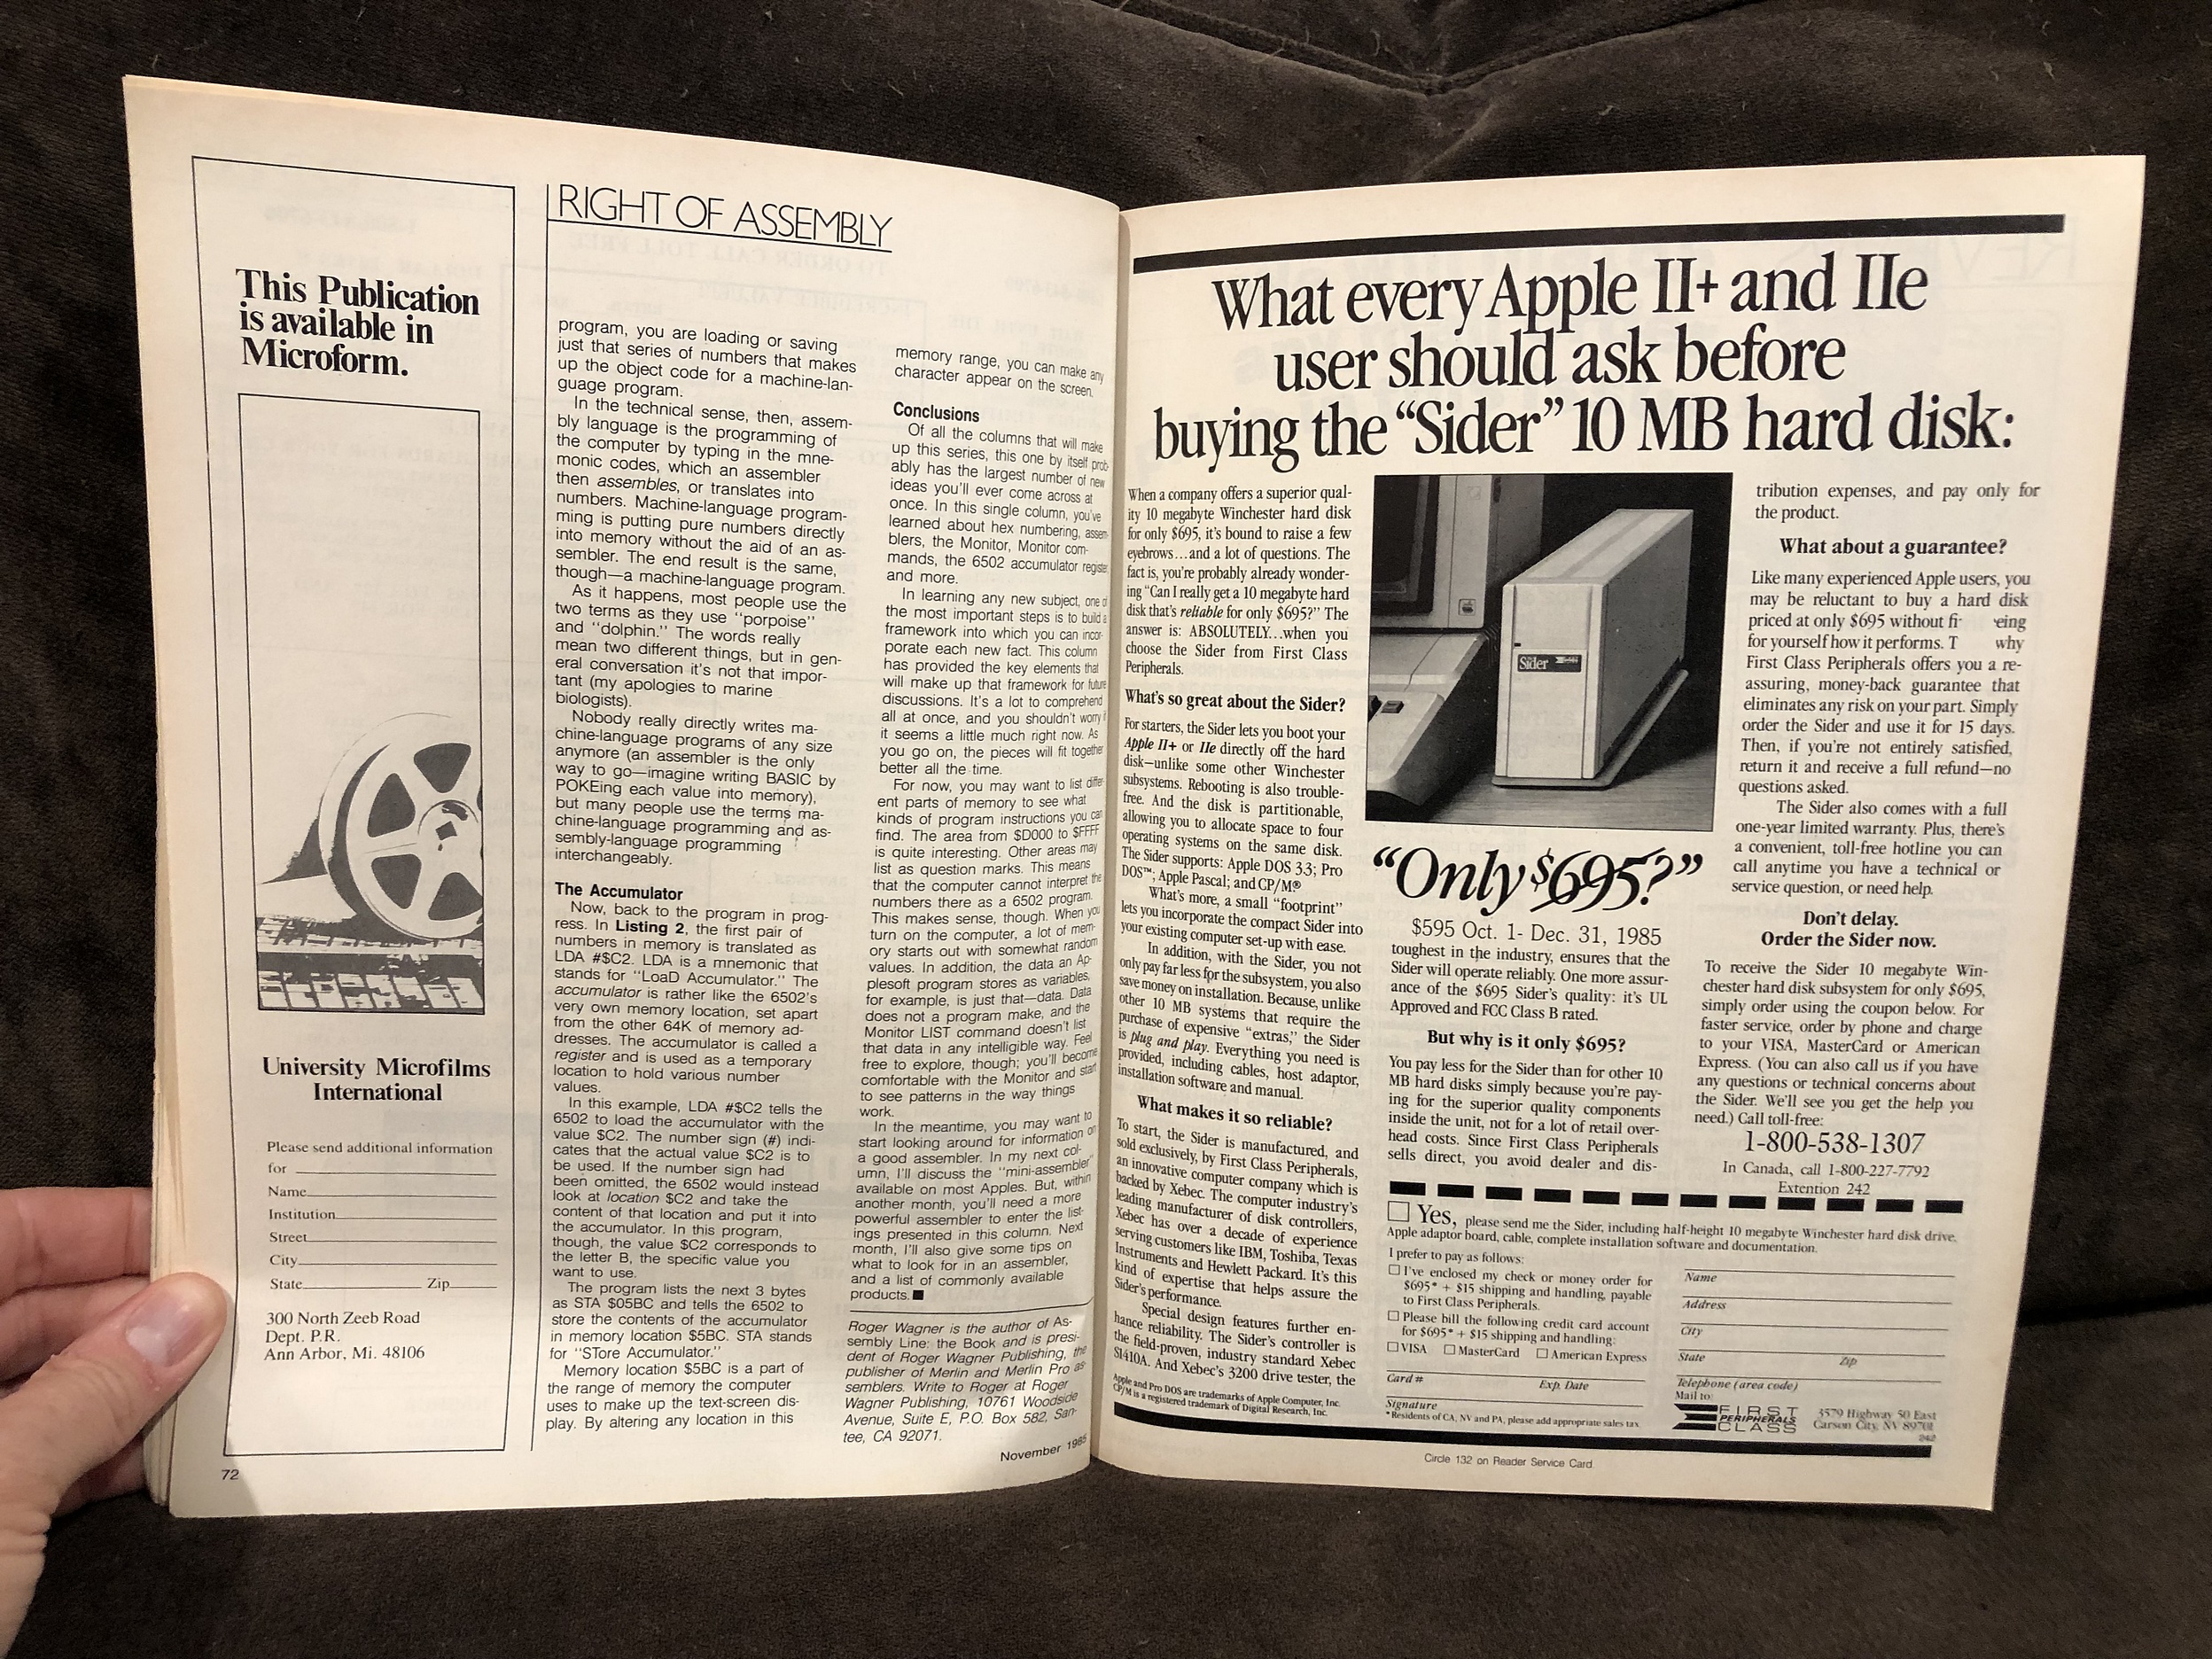 This Publication
is available in
Microform.
University Microfilms
International
Please send additional information
for
Name
Institution
Street
City
State Zip
300 North Zeeb Road
Dept. P.R.
Ann Arbor, Mi. 48106
72
RIGHT OF ASSEMBLY
program, you are loading or saving
just that series of numbers that makes
up the object code for a machine-lan-
guage program.
In the technical sense, then, assem-
bly language is the programming of
the computer by typing in the mne-
monic codes, which an assembler
then assembles, or translates into
numbers. Machine-language program-
ming is putting pure numbers directly
into memory without the aid of an as-
sembler. The end result is the same,
though—a machine-language program.
As it happens, most people use the
two terms as they use "porpoise"
and "dolphin." The words really
mean two different things, but in gen-
eral conversation it's not that impor-
tant (my apologies to marine
biologists).
Nobody really directly writes ma-
chine-language programs of any size
anymore (an assembler is the only
way to go—imagine writing BASIC by
POKEing each value into memory),
but many people use the terms ma-
chine-language programming and as-
sembly-language programming
interchangeably.
The Accumulator
Now, back to the program in prog-
ress. In Listing 2, the first pair of
numbers in memory is translated as
LDA #$C2. LDA is a mnemonic that
stands for "LoaD Accumulator." The
accumulator is rather like the 6502's
very own memory location, set apart
from the other 64K of memory ad-
dresses. The accumulator is called a
register and is used as a temporary
location to hold various number
values.
In this example, LDA #$C2 tells the
6502 to load the accumulator with the
value $C2. The number sign (#) indi-
cates that the actual value $C2 is to
be used. If the number sign had
been omitted, the 6502 would instead
look at location $C2 and take the
content of that location and put it into
the accumulator. In this program,
though, the value $C2 corresponds to
the letter B, the specific value you
want to use.
The program lists the next 3 bytes
as STA $05BC and tells the 6502 to
store the contents of the accumulator
in memory location $5BC. STA stands
for "STore Accumulator."
Memory location $5BC is a part of
the range of memory the computer
uses to make up the text-screen dis-
play. By altering any location in this
memory range, you can make any
character appear on the screen.
Conclusions
Of all the columns that will make
up this series, this one by itself prob-
ably has the largest number of new
ideas you'll ever come across at
once. In this single column, you've
learned about hex numbering, assem-
blers, the Monitor, Monitor com-
mands, the 6502 accumulator register
and more.
In learning any new subject, one of
the most important steps is to build a
framework into which you can incor-
porate each new fact. This column
has provided the key elements that
will make up that framework for future
discussions. It's a lot to comprehend
all at once, and you shouldn't worry if
it seems a little much right now. As
you go on, the pieces will fit together
better all the time.
For now, you may want to list differ-
ent parts of memory to see what
kinds of program instructions you can
find. The area from $D000 to $FFFF
is quite interesting. Other areas may
list as question marks. This means
that the computer cannot interpret the
numbers there as a 6502 program.
This makes sense, though. When you
turn on the computer, a lot of mem-
ory starts out with somewhat random
values. In addition, the data an Ap-
plesoft program stores as variables,
for example, is just that—data. Data
does not a program make, and the
Monitor LIST command doesn't list
that data in any intelligible way. Feel
free to explore, though; you'll become
comfortable with the Monitor and start
to see patterns in the way things
work.
In the meantime, you may want to
start looking around for information on
a good assembler. In my next col-
umn, I'll discuss the "mini-assembler"
available on most Apples. But, within
another month, you'll need a more
powerful assembler to enter the list-
ings presented in this column. Next
month, I'll also give some tips on
what to look for in an assembler,
and a list of commonly available
products. ■
Roger Wagner is the author of As-
sembly Line: the Book and is presi-
dent of Roger Wagner Publishing, the
publisher of Merlin and Merlin Pro as-
semblers. Write to Roger at Roger
Wagner Publishing, 10761 Woodside
Avenue, Suite E, P.O. Box 582, San-
tee, CA 92071.
November 1985
What every Apple II+ and IIe
user should ask before
buying the "Sider" 10 MB hard disk:
When a company offers a superior qual-
ity 10 megabyte Winchester hard disk
for only $695, it's bound to raise a few
eyebrows...and a lot of questions. The
fact is, you're probably already wonder-
ing "Can I really get a 10 megabyte hard
disk that's reliable for only $695?" The
answer is: ABSOLUTELY...when you
choose the Sider from First Class
Peripherals.
What's so great about the Sider?
For starters, the Sider lets you boot your
Apple II+ or IIe directly off the hard
disk—unlike some other Winchester
subsystems. Rebooting is also trouble-
free. And the disk is partitionable,
allowing you to allocate space to four
operating systems on the same disk.
The Sider supports: Apple DOS 3.3; Pro
DOS™; Apple Pascal; and CP/M®
What's more, a small "footprint"
lets you incorporate the compact Sider into
your existing computer set-up with ease.
In addition, with the Sider, you not
only pay far less for the subsystem, you also
save money on installation. Because, unlike
other 10 MB systems that require the
purchase of expensive "extras," the Sider
is plug and play. Everything you need is
provided, including cables, host adaptor,
installation software and manual.
What makes it so reliable?
To start, the Sider is manufactured, and
sold exclusively, by First Class Peripherals,
an innovative computer company which is
backed by Xebec. The computer industry's
leading manufacturer of disk controllers,
Xebec has over a decade of experience
serving customers like IBM, Toshiba, Texas
Instruments and Hewlett Packard. It's this
kind of expertise that helps assure the
Sider's performance.
Special design features further en-
hance reliability. The Sider's controller is
the field-proven, industry standard Xebec
S1410A. And Xebec's 3200 drive tester, the
Apple and Pro DOS are trademarks of Apple Computer, Inc.
CP/M is a registered trademark of Digital Research, Inc.
Sider
"Only $695?"
$595 Oct. 1- Dec. 31, 1985
toughest in the industry, ensures that the
Sider will operate reliably. One more assur-
ance of the $695 Sider's quality: it's UL
Approved and FCC Class B rated.
But why is it only $695?
You pay less for the Sider than for other 10
MB hard disks simply because you're pay-
ing for the superior quality components
inside the unit, not for a lot of retail over-
head costs. Since First Class Peripherals
sells direct, you avoid dealer and dis-
tribution expenses, and pay only for
the product.
What about a guarantee?
Like many experienced Apple users, you
may be reluctant to buy a hard disk
priced at only $695 without fi eing
for yourself how it performs. T why
First Class Peripherals offers you a re-
assuring, money-back guarantee that
eliminates any risk on your part. Simply
order the Sider and use it for 15 days.
Then, if you're not entirely satisfied,
return it and receive a full refund—no
questions asked.
The Sider also comes with a full
one-year limited warranty. Plus, there's
a convenient, toll-free hotline you can
call anytime you have a technical or
service question, or need help.
Don't delay.
Order the Sider now.
To receive the Sider 10 megabyte Win-
chester hard disk subsystem for only $695,
simply order using the coupon below. For
faster service, order by phone and charge
to your VISA, MasterCard or American
Express. (You can also call us if you have
any questions or technical concerns about
the Sider. We'll see you get the help you
need.) Call toll-free:
1-800-538-1307
In Canada, call 1-800-227-7792
Extention 242
Yes, please send me the Sider, including half-height 10 megabyte Winchester hard disk drive,
Apple adaptor board, cable, complete installation software and documentation.
I prefer to pay as follows:
I've enclosed my check or money order for
$695* + $15 shipping and handling, payable
to First Class Peripherals.
Please bill the following credit card account
for $695* + $15 shipping and handling:
VISA MasterCard American Express
Card # Exp. Date
Signature
*Residents of CA, NV and PA, please add appropriate sales tax
Name
Address
City
State Zip
Telephone (area code)
Mail to:
FIRST
PERIPHERALS
CLASS
3579 Highway 50 East
Carson City, NV 89701
242
Circle 132 on Reader Service Card